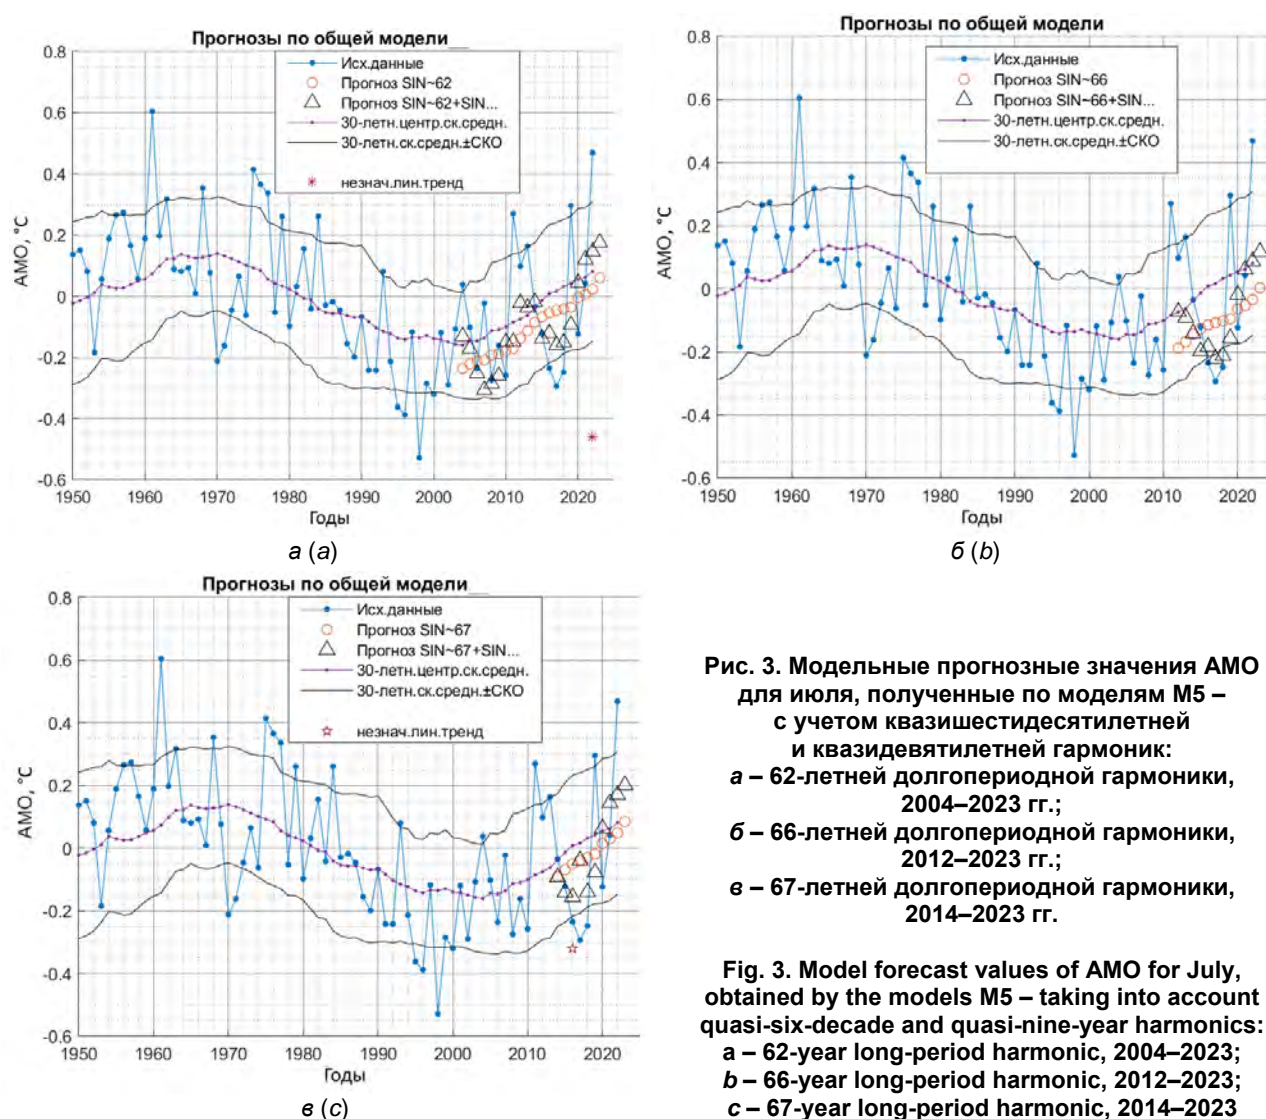 Прогнозы по общей модели__
Исх.данные
Прогноз SIN~62
Прогноз SIN~62+SIN...
30-летн.центр.ск.средн.
30-летн.ск.средн.±СКО
незнач.лин.тренд
АМО, °C
0.8
0.6
0.4
0.2
0
-0.2
-0.4
-0.6
1950 1960 1970 1980 1990 2000 2010 2020
Годы
а (a)
Прогнозы по общей модели
Исх.данные
Прогноз SIN~66
Прогноз SIN~66+SIN...
30-летн.центр.ск.средн.
30-летн.ск.средн.±СКО
АМО, °C
0.8
0.6
0.4
0.2
0
-0.2
-0.4
-0.6
1950 1960 1970 1980 1990 2000 2010 2020
Годы
б (b)
Прогнозы по общей модели__
Исх.данные
Прогноз SIN~67
Прогноз SIN~67+SIN...
30-летн.центр.ск.средн.
30-летн.ск.средн.±СКО
незнач.лин.тренд
АМО, °C
0.8
0.6
0.4
0.2
0
-0.2
-0.4
-0.6
1950 1960 1970 1980 1990 2000 2010 2020
Годы
в (c)
Рис. 3. Модельные прогнозные значения АМО
для июля, полученные по моделям М5 –
с учетом квазишестидесятилетней
и квазидевятилетней гармоник:
а – 62-летней долгопериодной гармоники,
2004–2023 гг.;
б – 66-летней долгопериодной гармоники,
2012–2023 гг.;
в – 67-летней долгопериодной гармоники,
2014–2023 гг.
Fig. 3. Model forecast values of AMO for July,
obtained by the models M5 – taking into account
quasi-six-decade and quasi-nine-year harmonics:
a – 62-year long-period harmonic, 2004–2023;
b – 66-year long-period harmonic, 2012–2023;
c – 67-year long-period harmonic, 2014–2023